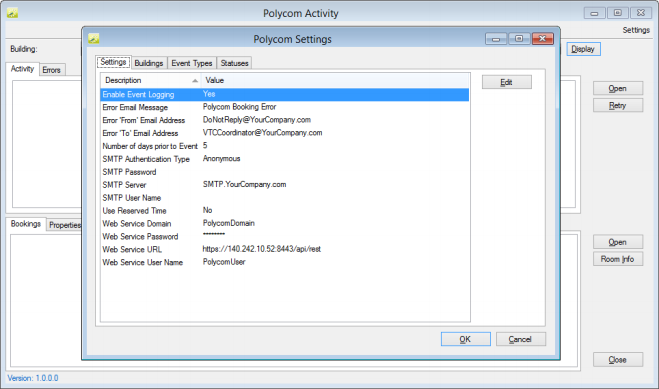 Polycom Activity
Settings
Building:
Display
Activity Errors
Open
Retry
Bookings Properties
Open
Room Info
Close
Version: 1.0.0.0
Polycom Settings
Settings Buildings Event Types Statuses
Description Value
Edit
Enable Event Logging Yes
Error Email Message Polycom Booking Error
Error 'From' Email Address DoNotReply@YourCompany.com
Error 'To' Email Address VTCCoordinator@YourCompany.com
Number of days prior to Event 5
SMTP Authentication Type Anonymous
SMTP Password
SMTP Server SMTP.YourCompany.com
SMTP User Name
Use Reserved Time No
Web Service Domain PolycomDomain
Web Service Password ********
Web Service URL https://140.242.10.52:8443/api/rest
Web Service User Name PolycomUser
OK Cancel